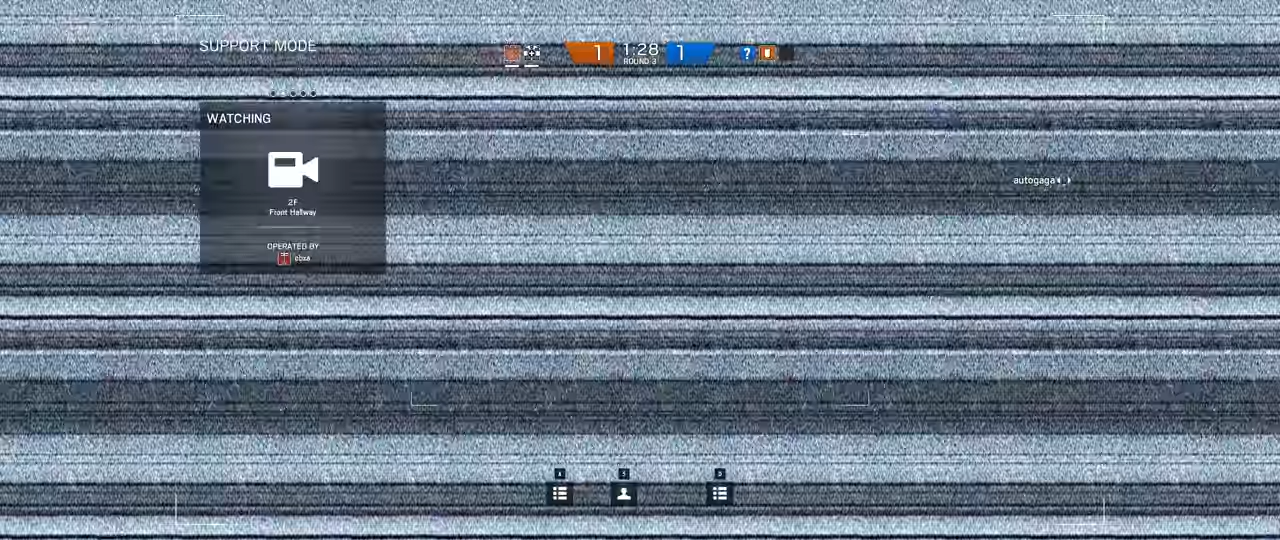 SUPPORT MODE
1 1:28 1 ?
ROUND 3
WATCHING
2F
Front Hallway
OPERATED BY
autogaga